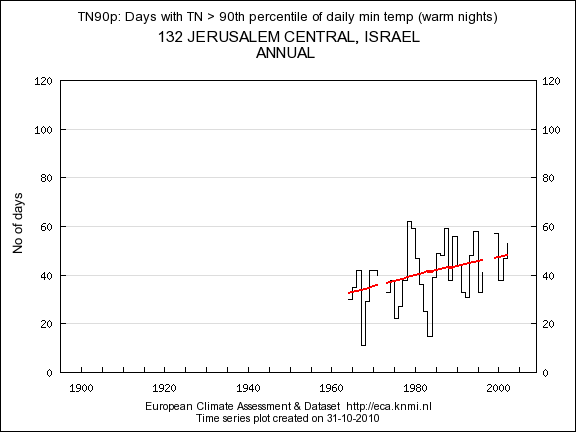 TN90p: Days with TN > 90th percentile of daily min temp (warm nights)
132 JERUSALEM CENTRAL, ISRAEL
ANNUAL
120 120
100 100
80 80
No of days
60 60
40 40
20 20
0 0
1900 1920 1940 1960 1980 2000
European Climate Assessment & Dataset http://eca.knmi.nl
Time series plot created on 31-10-2010